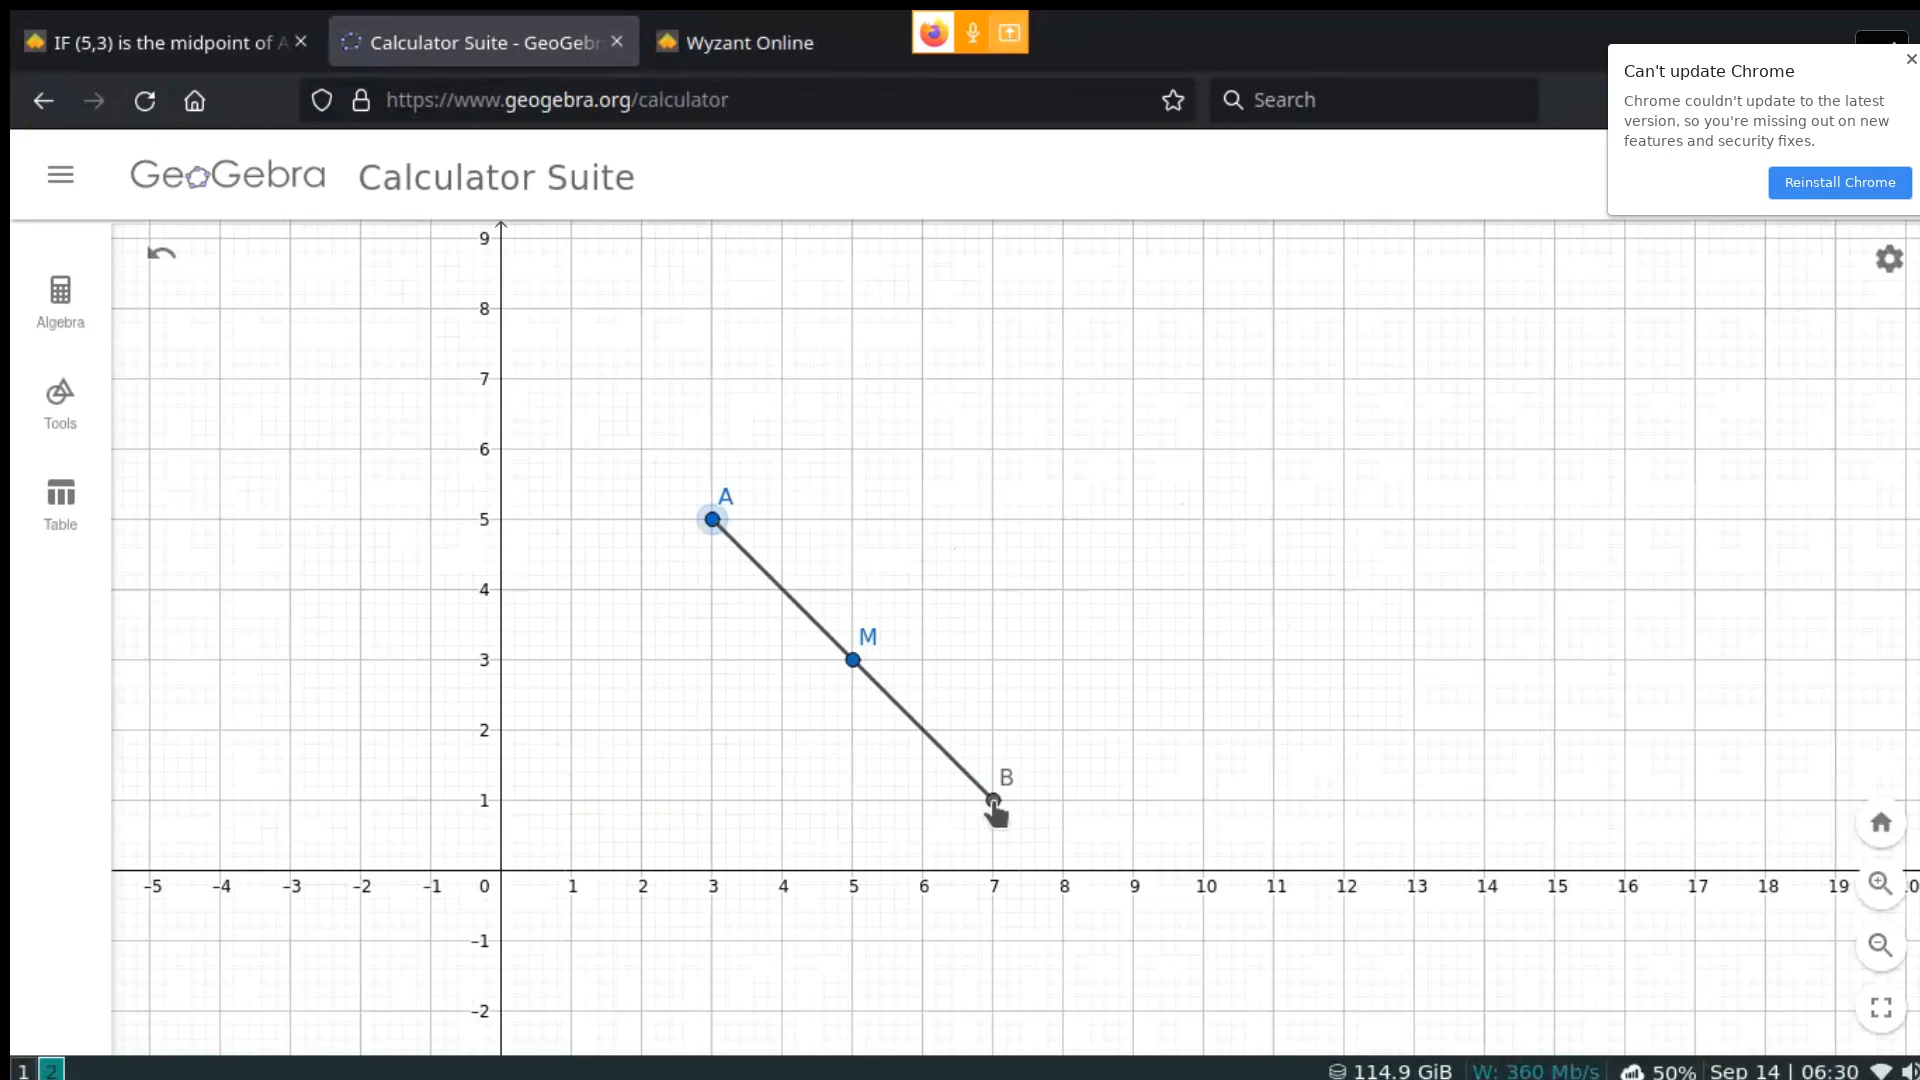 IF (5,3) is the midpoint of A
Calculator Suite - GeoGebr
Wyzant Online
https://www.geogebra.org/calculator
Search
Can't update Chrome
Chrome couldn't update to the latest
version, so you're missing out on new
features and security fixes.
Reinstall Chrome
GeoGebra Calculator Suite
Algebra
Tools
Table
9
8
7
6
5
4
3
2
1
A
M
B
-5 -4 -3 -2 -1 0 1 2 3 4 5 6 7 8 9 10 11 12 13 14 15 16 17 18 19
-1
-2
1 2 114.9 GiB W: 360 Mb/s 50% Sep 14 | 06:30